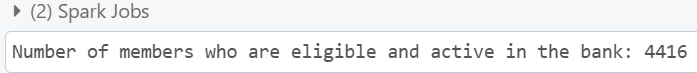 (2) Spark Jobs
Number of members who are eligible and active in the bank: 4416